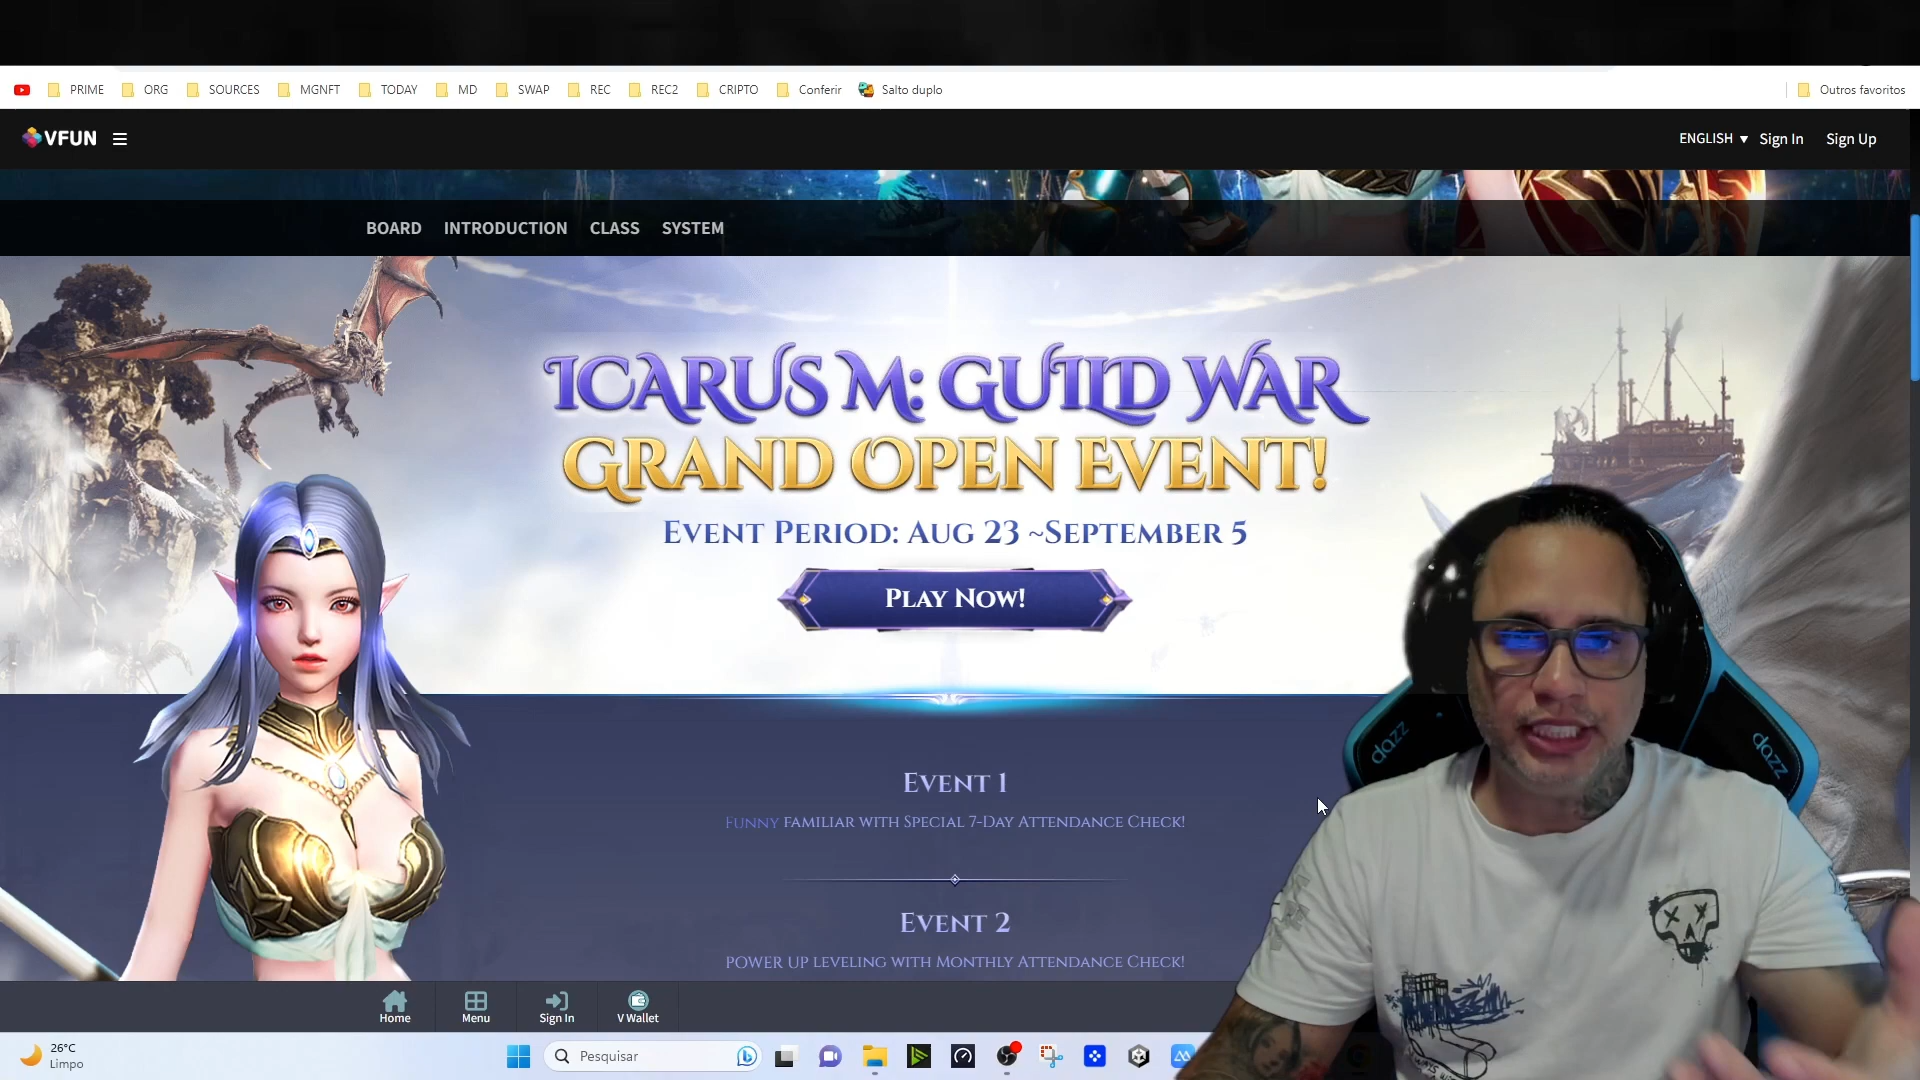 PRIME ORG SOURCES MGNFT TODAY MD SWAP REC REC2 CRIPTO Conferir Salto duplo Outros favoritos
VFUN ENGLISH ▼ Sign In Sign Up
BOARD INTRODUCTION CLASS SYSTEM
ICARUS M: GUILD WAR
GRAND OPEN EVENT!
EVENT PERIOD: AUG 23 ~SEPTEMBER 5
PLAY NOW!
dazz dazz
EVENT 1
FUNNY FAMILIAR WITH SPECIAL 7-DAY ATTENDANCE CHECK!
EVENT 2
POWER UP LEVELING WITH MONTHLY ATTENDANCE CHECK!
Home Menu Sign In V Wallet
26°C
Limpo
Pesquisar